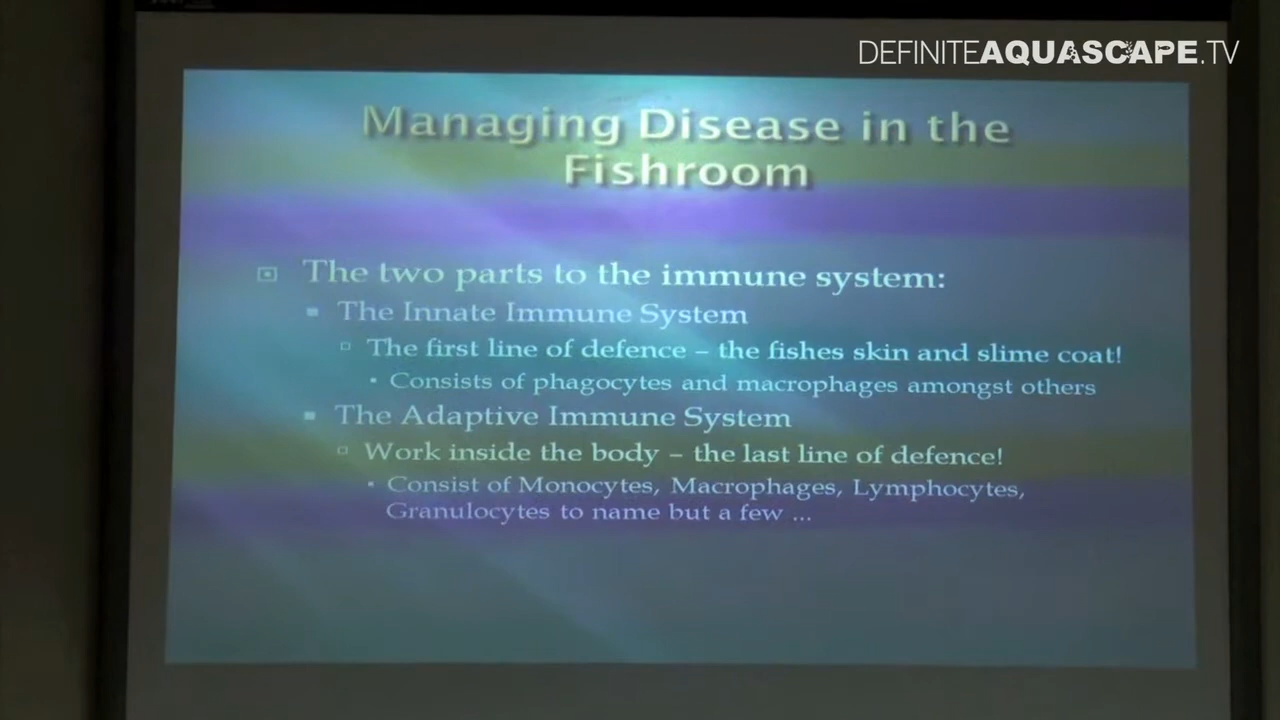 DEFINITEAQUASCAPE.TV
Managing Disease in the
Fishroom
The two parts to the immune system:
The Innate Immune System
The first line of defence – the fishes skin and slime coat!
Consists of phagocytes and macrophages amongst others
The Adaptive Immune System
Work inside the body – the last line of defence!
Consist of Monocytes, Macrophages, Lymphocytes,
Granulocytes to name but a few ...